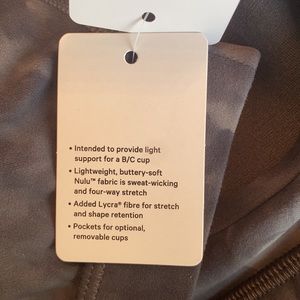 • Intended to provide light
support for a B/C cup
• Lightweight, buttery-soft
Nulu™ fabric is sweat-wicking
and four-way stretch
• Added Lycra® fibre for stretch
and shape retention
• Pockets for optional,
removable cups